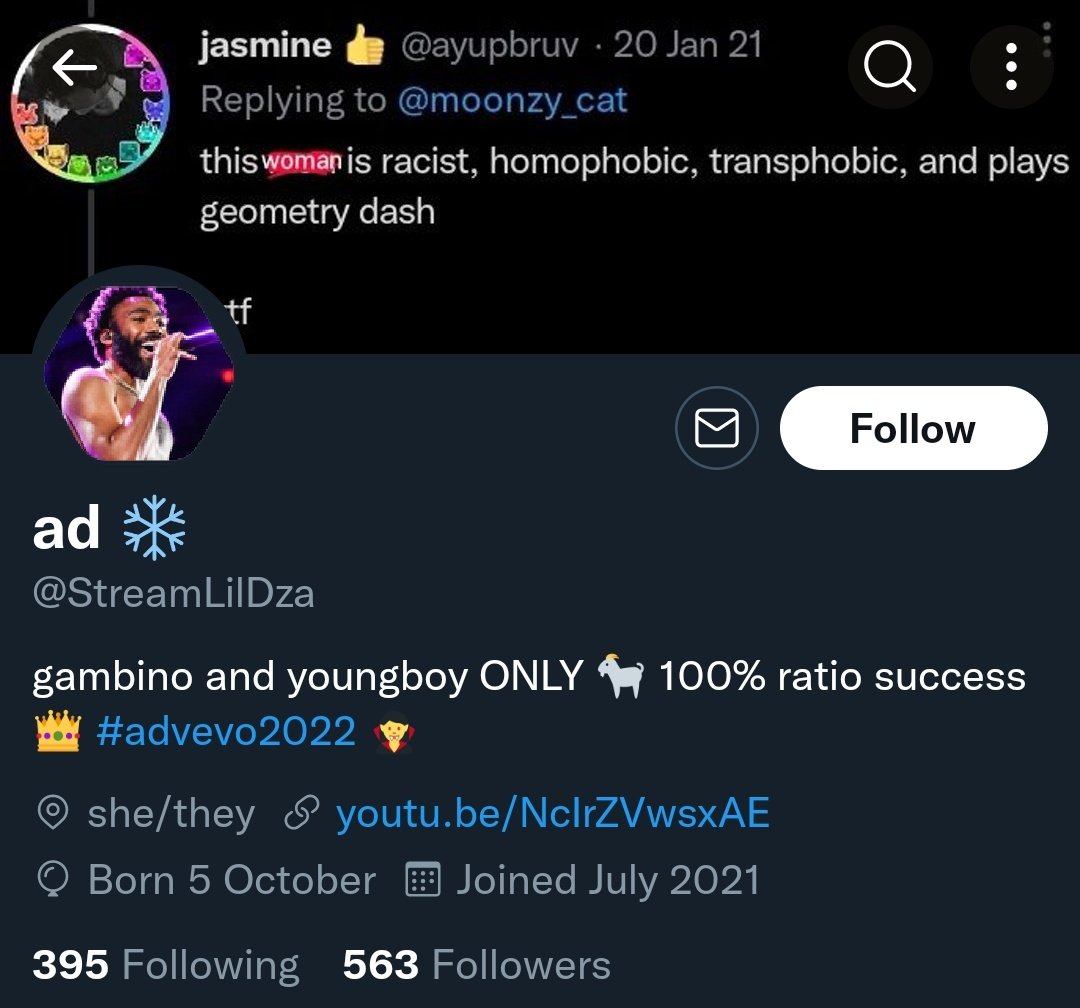 jasmine 👍 @ayupbruv · 20 Jan 21
Replying to @moonzy_cat
this woman is racist, homophobic, transphobic, and plays
geometry dash
tf
Follow
ad ❄️
@StreamLilDza
gambino and youngboy ONLY 🐐 100% ratio success
👑 #advevo2022 🧛
she/they youtu.be/NcIrZVwsxAE
Born 5 October Joined July 2021
395 Following 563 Followers